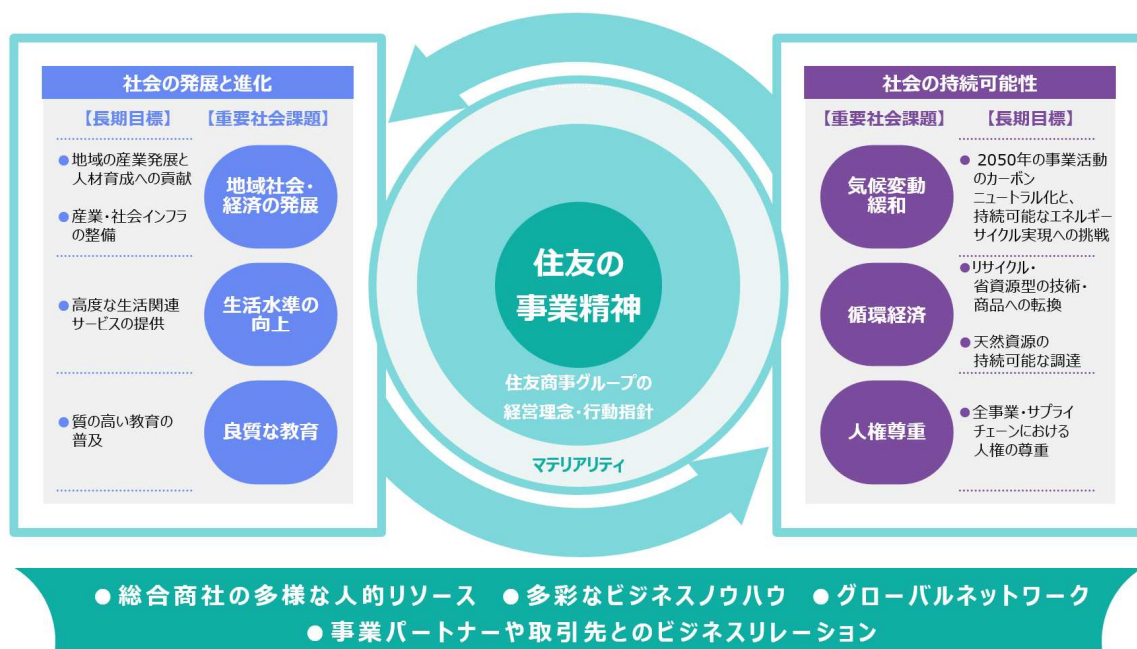 社会の発展と進化
【長期目標】 【重要社会課題】
●地域の産業発展と
人材育成への貢献
●産業・社会インフラ
の整備
地域社会・
経済の発展
●高度な生活関連
サービスの提供
生活水準の
向上
●質の高い教育の
普及
良質な教育
住友の
事業精神
住友商事グループの
経営理念・行動指針
マテリアリティ
社会の持続可能性
【重要社会課題】 【長期目標】
気候変動
緩和
● 2050年の事業活動
のカーボン
ニュートラル化と、
持続可能なエネルギー
サイクル実現への挑戦
循環経済
●リサイクル・
省資源型の技術・
商品への転換
●天然資源の
持続可能な調達
人権尊重
●全事業・サプライ
チェーンにおける
人権の尊重
●総合商社の多様な人的リソース ●多彩なビジネスノウハウ ●グローバルネットワーク
●事業パートナーや取引先とのビジネスリレーション